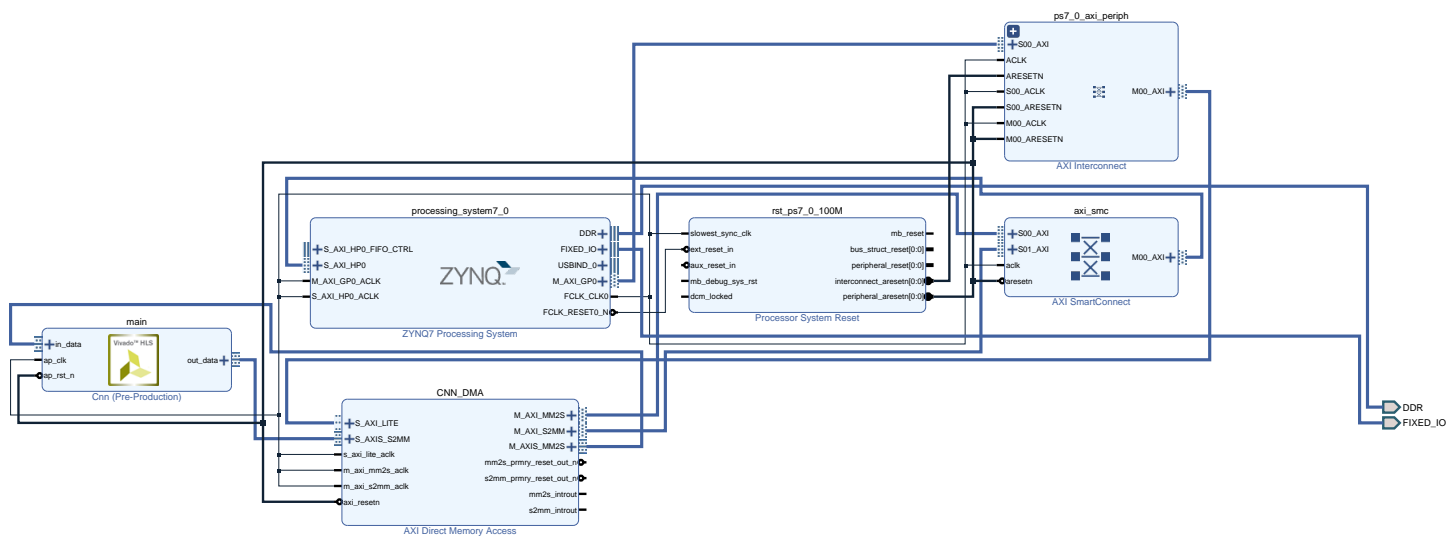 ps7_0_axi_periph
S00_AXI
ACLK
ARESETN
S00_ACLK
M00_AXI
S00_ARESETN
M00_ACLK
M00_ARESETN
AXI Interconnect
processing_system7_0
S_AXI_HP0_FIFO_CTRL
S_AXI_HP0
M_AXI_GP0_ACLK
S_AXI_HP0_ACLK
ZYNQ
DDR
FIXED_IO
USBIND_0
M_AXI_GP0
FCLK_CLK0
FCLK_RESET0_N
ZYNQ7 Processing System
rst_ps7_0_100M
slowest_sync_clk
ext_reset_in
aux_reset_in
mb_debug_sys_rst
dcm_locked
mb_reset
bus_struct_reset[0:0]
peripheral_reset[0:0]
interconnect_aresetn[0:0]
peripheral_aresetn[0:0]
Processor System Reset
axi_smc
S00_AXI
S01_AXI
aclk
aresetn
M00_AXI
AXI SmartConnect
main
in_data
ap_clk
ap_rst_n
Vivado™ HLS
out_data
Cnn (Pre-Production)
CNN_DMA
S_AXI_LITE
S_AXIS_S2MM
s_axi_lite_aclk
m_axi_mm2s_aclk
m_axi_s2mm_aclk
axi_resetn
M_AXI_MM2S
M_AXI_S2MM
M_AXIS_MM2S
mm2s_prmry_reset_out_n
s2mm_prmry_reset_out_n
mm2s_introut
s2mm_introut
AXI Direct Memory Access
DDR
FIXED_IO